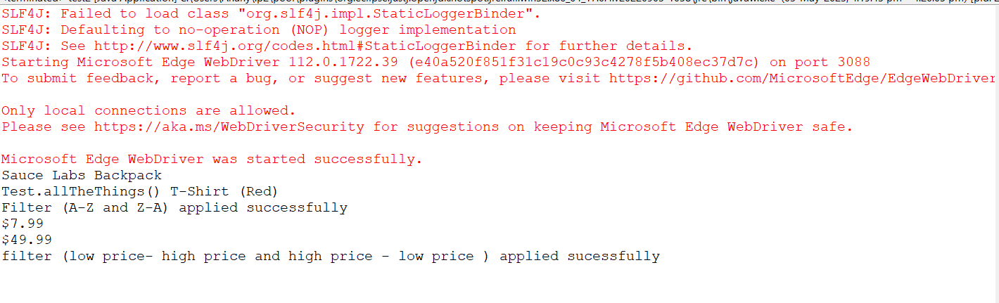 SLF4J: Failed to load class "org.slf4j.impl.StaticLoggerBinder".
SLF4J: Defaulting to no-operation (NOP) logger implementation
SLF4J: See http://www.slf4j.org/codes.html#StaticLoggerBinder for further details.
Starting Microsoft Edge WebDriver 112.0.1722.39 (e40a520f851f31c19c0c93c4278f5b408ec37d7c) on port 3088
To submit feedback, report a bug, or suggest new features, please visit https://github.com/MicrosoftEdge/EdgeWebDriver
Only local connections are allowed.
Please see https://aka.ms/WebDriverSecurity for suggestions on keeping Microsoft Edge WebDriver safe.
Microsoft Edge WebDriver was started successfully.
Sauce Labs Backpack
Test.allTheThings() T-Shirt (Red)
Filter (A-Z and Z-A) applied successfully
$7.99
$49.99
filter (low price- high price and high price - low price ) applied sucessfully